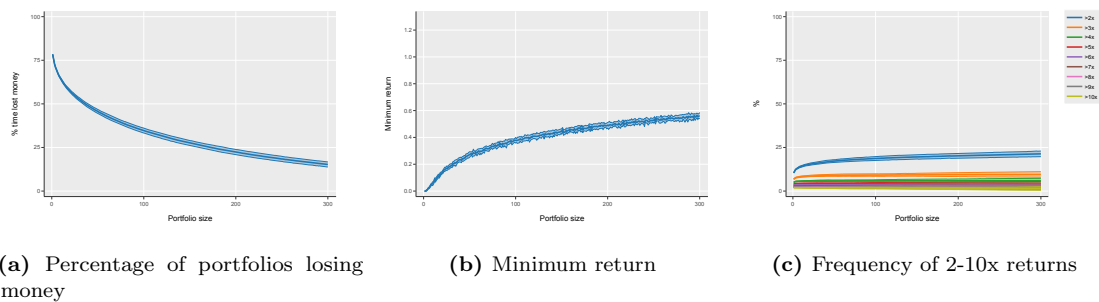 100
75
50
25
0
% time lost money
0
100
200
300
Portfolio size
1.2
1.0
0.8
0.6
0.4
0.2
0.0
Minimum return
0
100
200
300
Portfolio size
100
75
50
25
0
%
0
100
200
300
Portfolio size
>2x
>3x
>4x
>5x
>6x
>7x
>8x
>9x
>10x
(a) Percentage of portfolios losing
money
(b) Minimum return
(c) Frequency of 2-10x returns